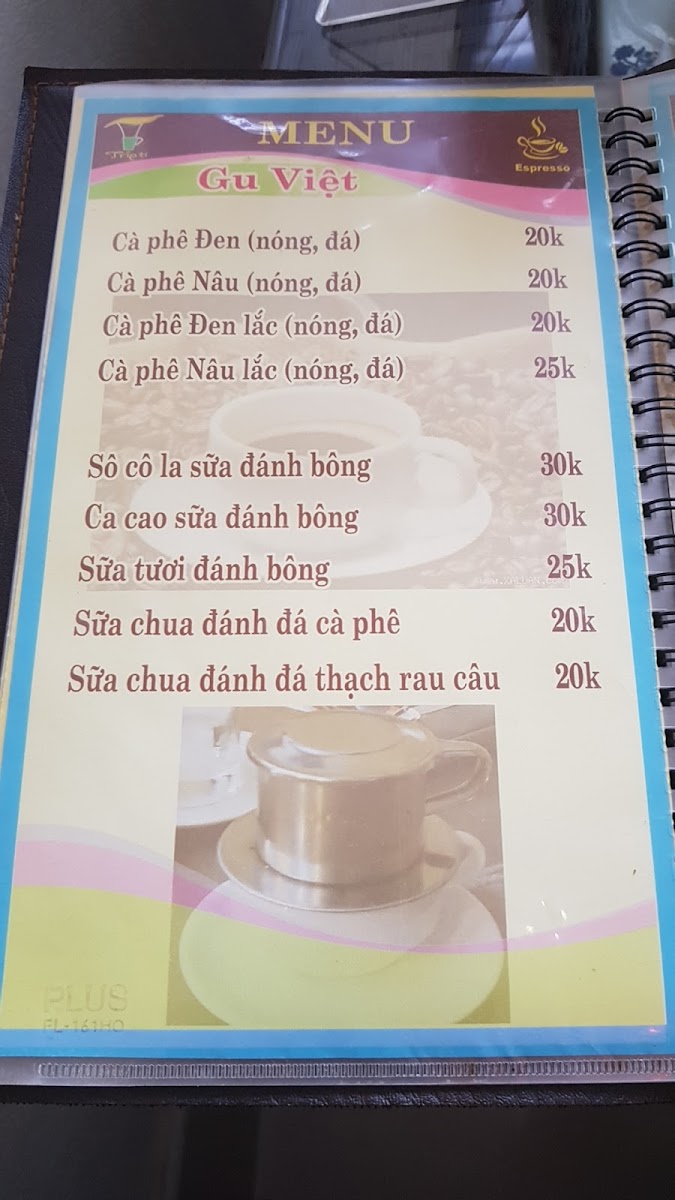 MENU
Espresso
Gu Việt
Cà phê Đen (nóng, đá) 20k
Cà phê Nâu (nóng, đá) 20k
Cà phê Đen lắc (nóng, đá) 20k
Cà phê Nâu lắc (nóng, đá) 25k
Sô cô la sữa đánh bông 30k
Ca cao sữa đánh bông 30k
Sữa tươi đánh bông 25k
Sữa chua đánh đá cà phê 20k
Sữa chua đánh đá thạch rau câu 20k
PLUS
FL-161HO